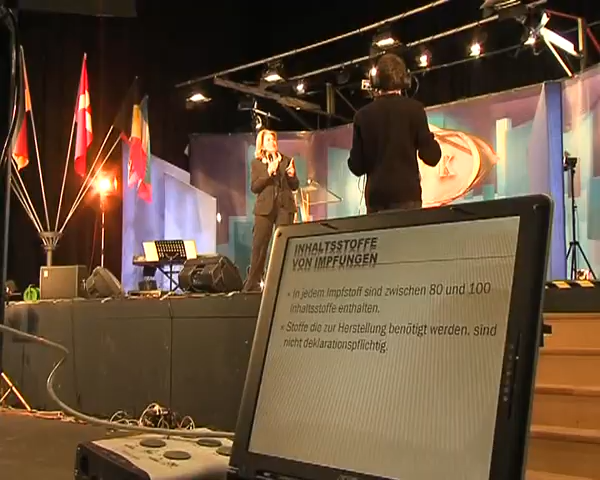 INHALTSSTOFFE
VON IMPFUNGEN
In jedem Impfstoff sind zwischen 80 und 100
Inhaltsstoffe enthalten.
Stoffe die zur Herstellung benötigt werden, sind
nicht deklarationspflichtig.